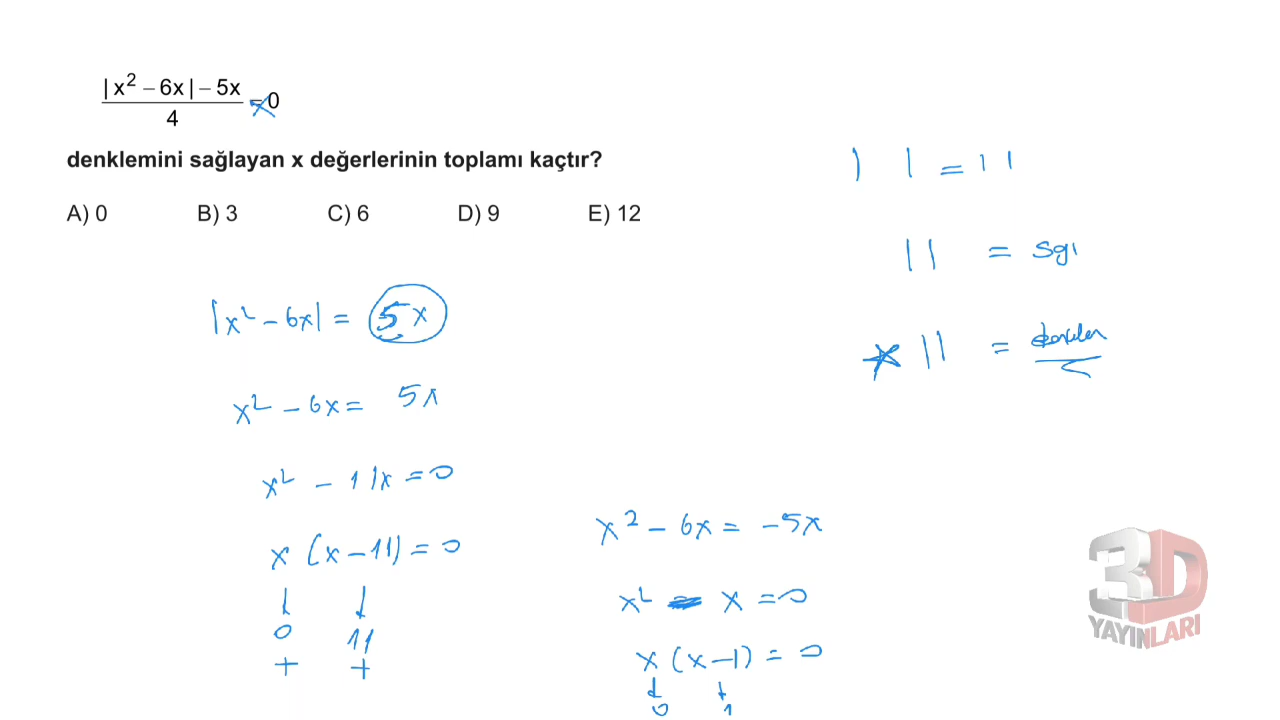 |x² – 6x| – 5x
4
= 0
denklemini sağlayan x değerlerinin toplamı kaçtır?
A) 0 B) 3 C) 6 D) 9 E) 12
| | = | |
| | = sayı
| | =
|x² – 6x| = 5x
x² – 6x = 5x
x² – 11x = 0
x (x – 11) = 0
0 11
+ +
x² – 6x = –5x
x² – x = 0
x (x – 1) = 0
0 1
3D
YAYINLARI